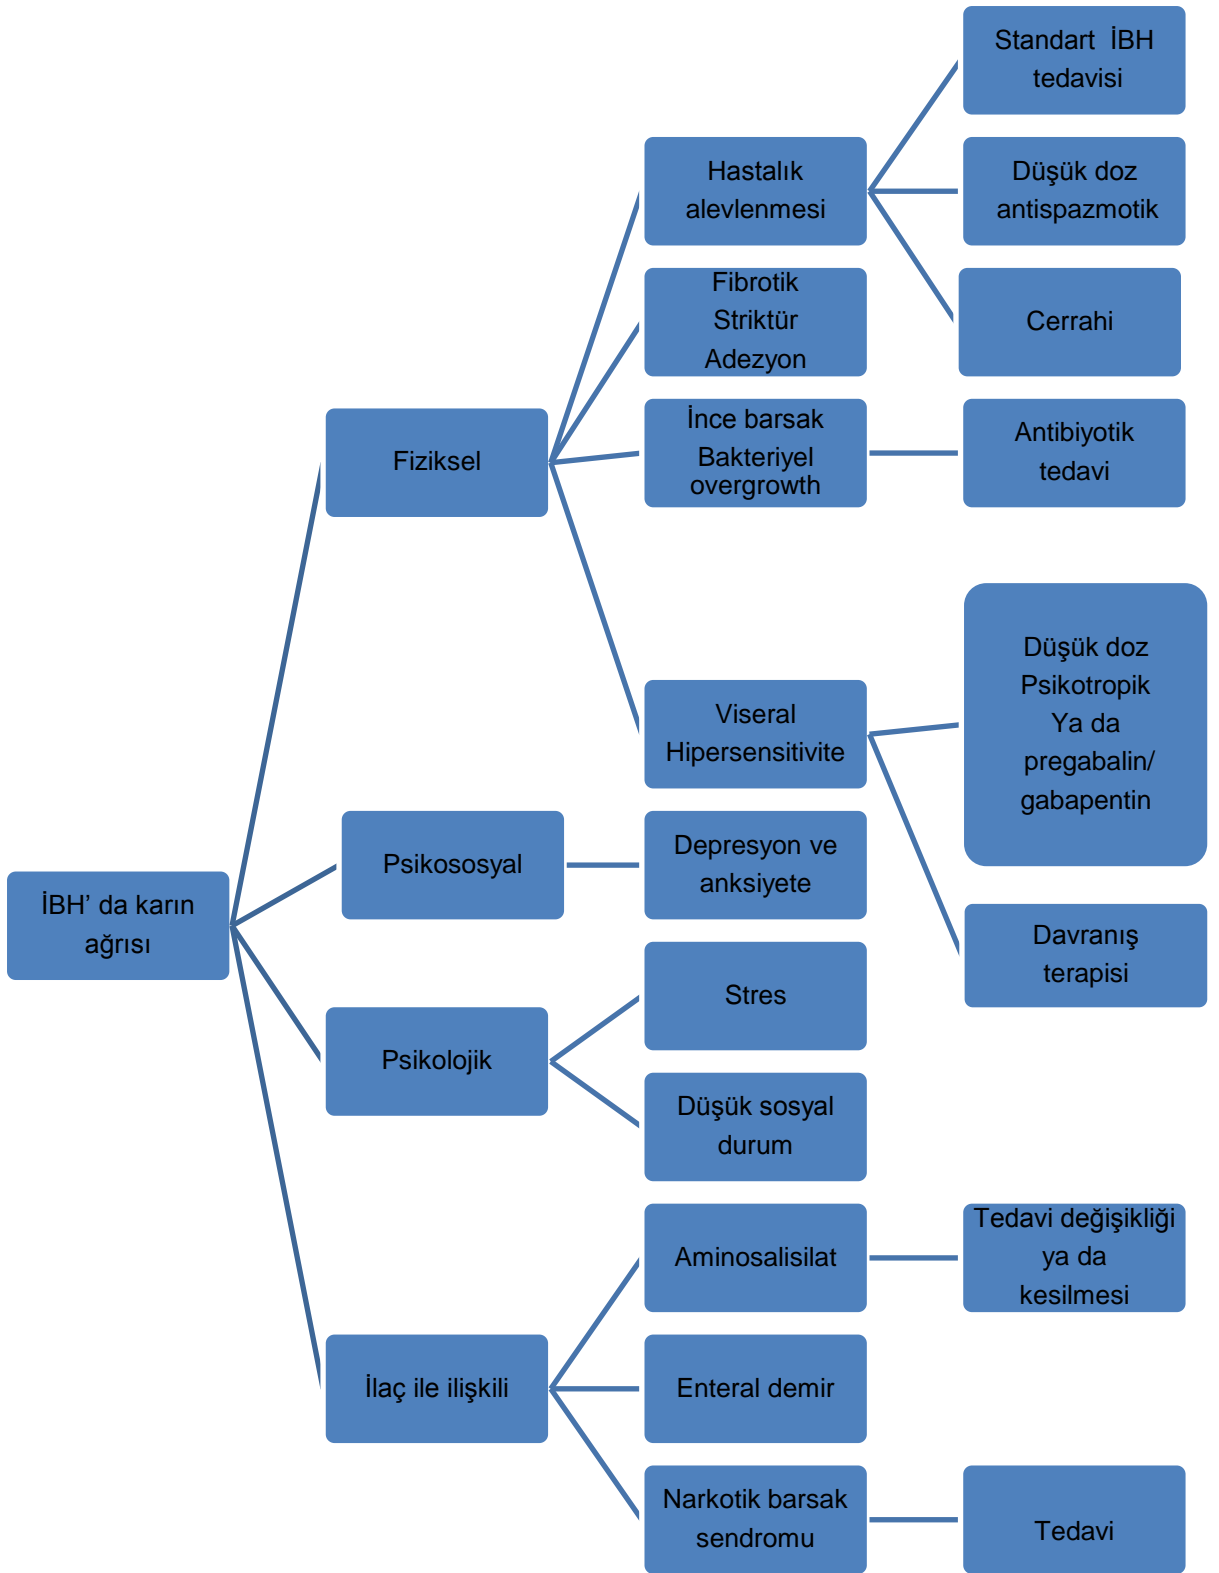 Standart İBH
tedavisi
Hastalık
alevlenmesi
Düşük doz
antispazmotik
Fibrotik
Striktür
Adezyon
Cerrahi
Fiziksel
İnce barsak
Bakteriyel
overgrowth
Antibiyotik
tedavi
Viseral
Hipersensitivite
Düşük doz
Psikotropik
Ya da
pregabalin/
gabapentin
Psikososyal
Depresyon ve
anksiyete
İBH’ da karın
ağrısı
Davranış
terapisi
Psikolojik
Stres
Düşük sosyal
durum
Aminosalisilat
Tedavi değişikliği
ya da
kesilmesi
İlaç ile ilişkili
Enteral demir
Narkotik barsak
sendromu
Tedavi